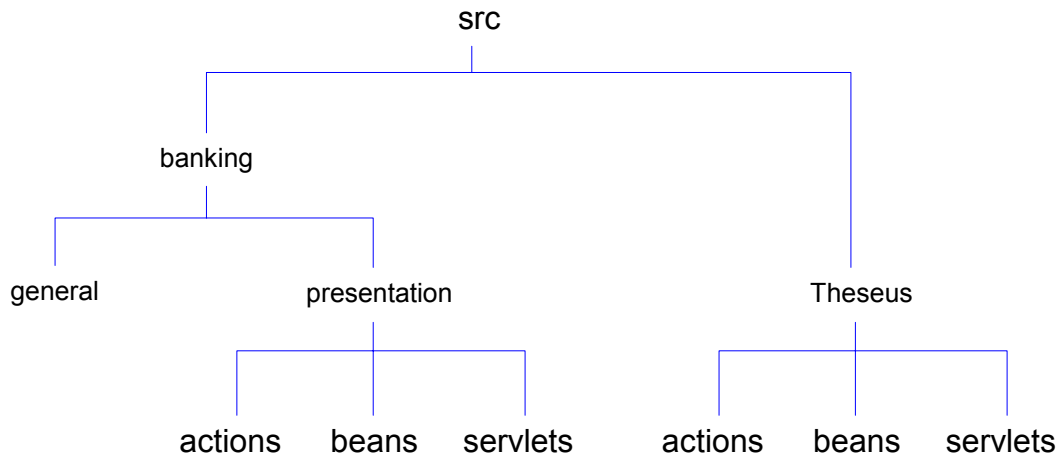 src
banking
general presentation Theseus
actions beans servlets actions beans servlets